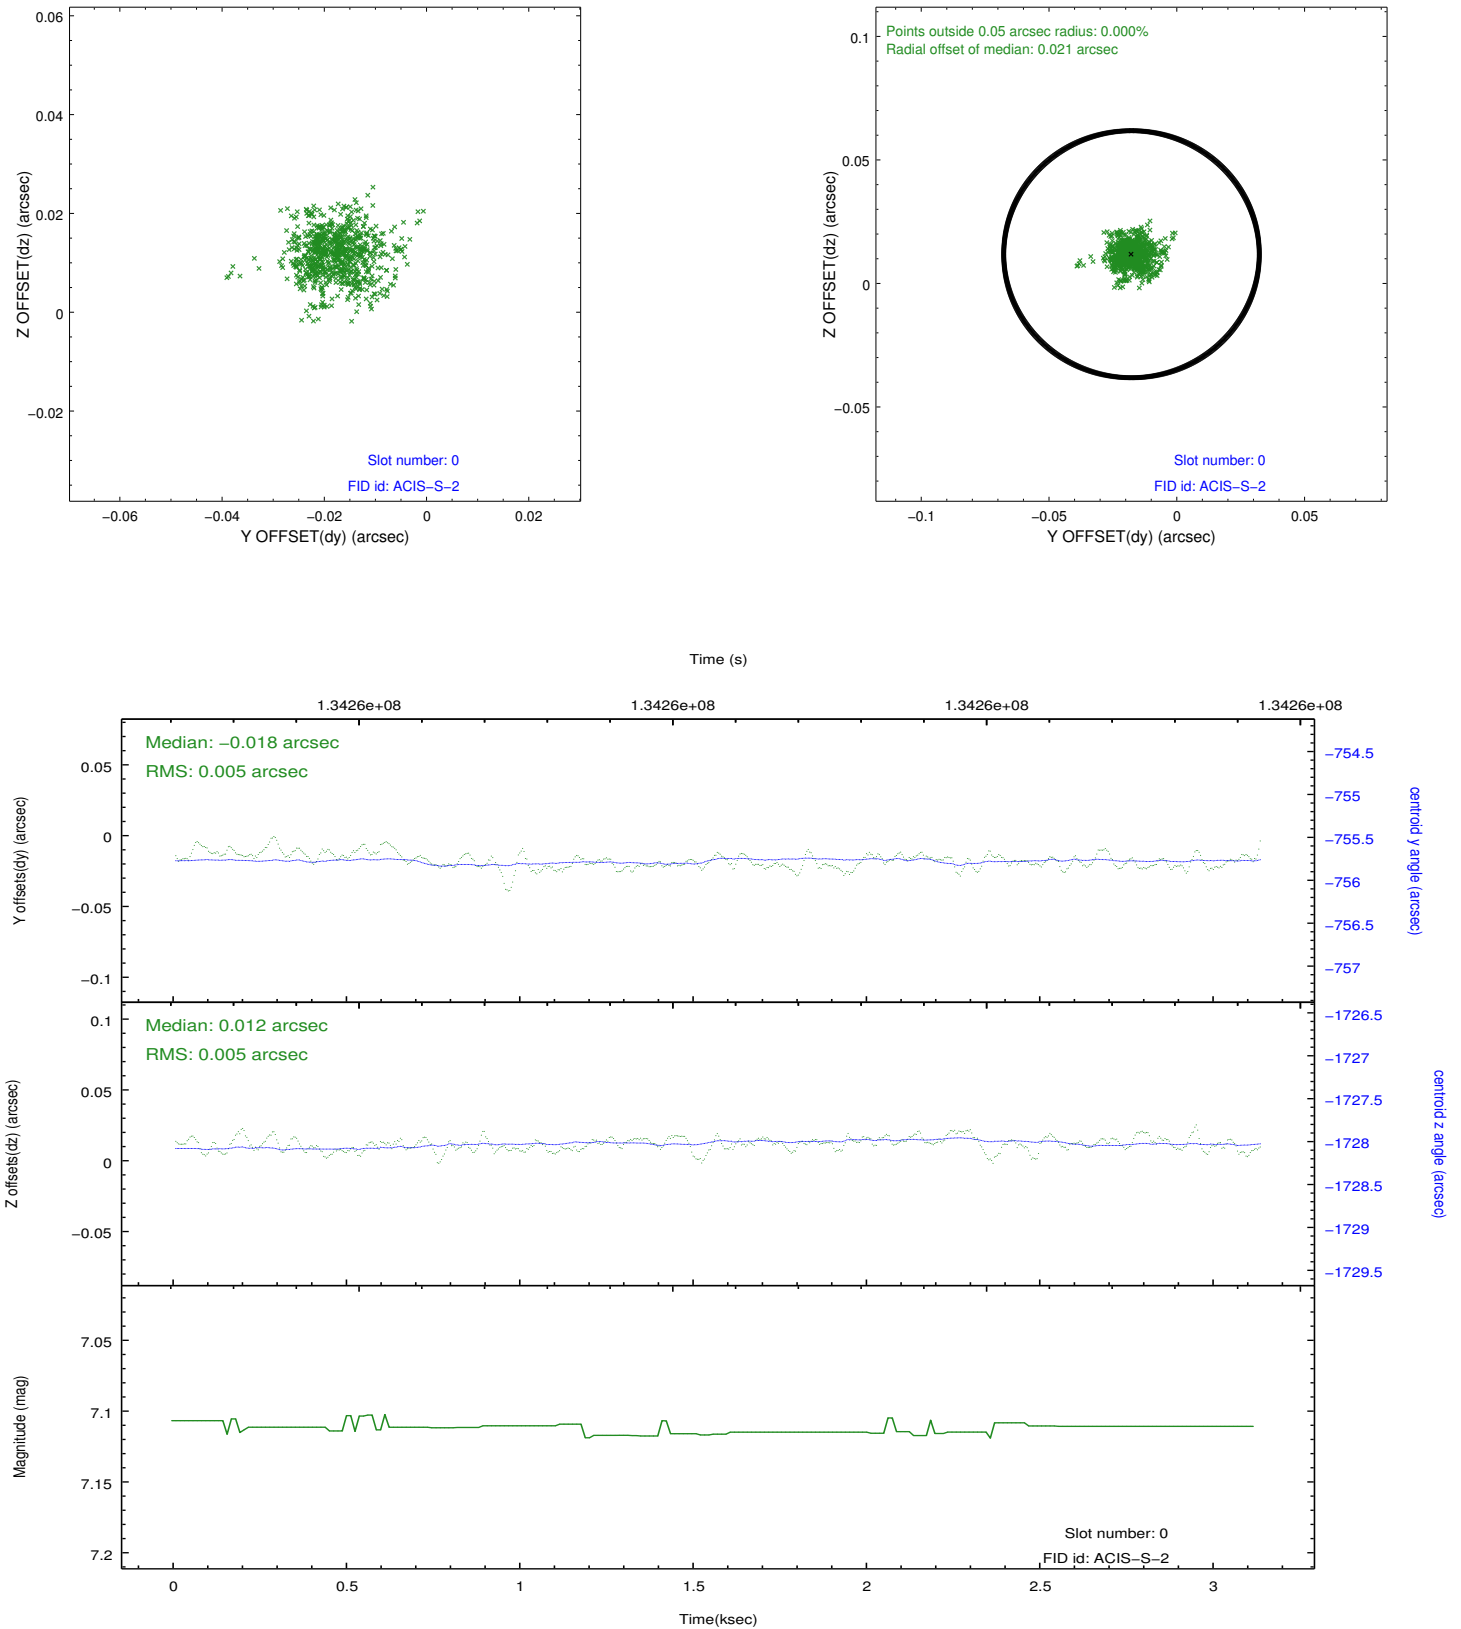 0.06
0.04
0.02
0
−0.02
Z OFFSET(dz) (arcsec)
Slot number: 0
FID id: ACIS−S−2
−0.06 −0.04 −0.02 0 0.02
Y OFFSET(dy) (arcsec)
Points outside 0.05 arcsec radius: 0.000%
Radial offset of median: 0.021 arcsec
0.1
0.05
0
−0.05
Z OFFSET(dz) (arcsec)
Slot number: 0
FID id: ACIS−S−2
−0.1 −0.05 0 0.05
Y OFFSET(dy) (arcsec)
Time (s)
1.3426e+08 1.3426e+08 1.3426e+08 1.3426e+08
Median: −0.018 arcsec
RMS: 0.005 arcsec
0.05
0
−0.05
−0.1
Y offsets(dy) (arcsec)
−754.5
−755
−755.5
−756
−756.5
−757
centroid y angle (arcsec)
Median: 0.012 arcsec
RMS: 0.005 arcsec
0.1
0.05
0
−0.05
Z offsets(dz) (arcsec)
−1726.5
−1727
−1727.5
−1728
−1728.5
−1729
−1729.5
centroid z angle (arcsec)
7.05
7.1
7.15
7.2
Magnitude (mag)
Slot number: 0
FID id: ACIS−S−2
0 0.5 1 1.5 2 2.5 3
Time(ksec)